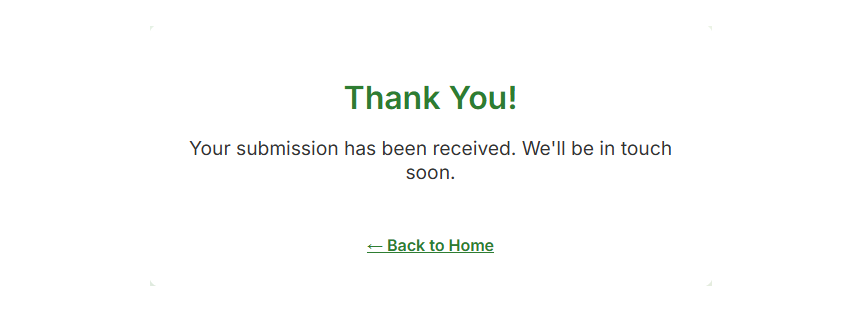 Thank You!
Your submission has been received. We'll be in touch
soon.
← Back to Home